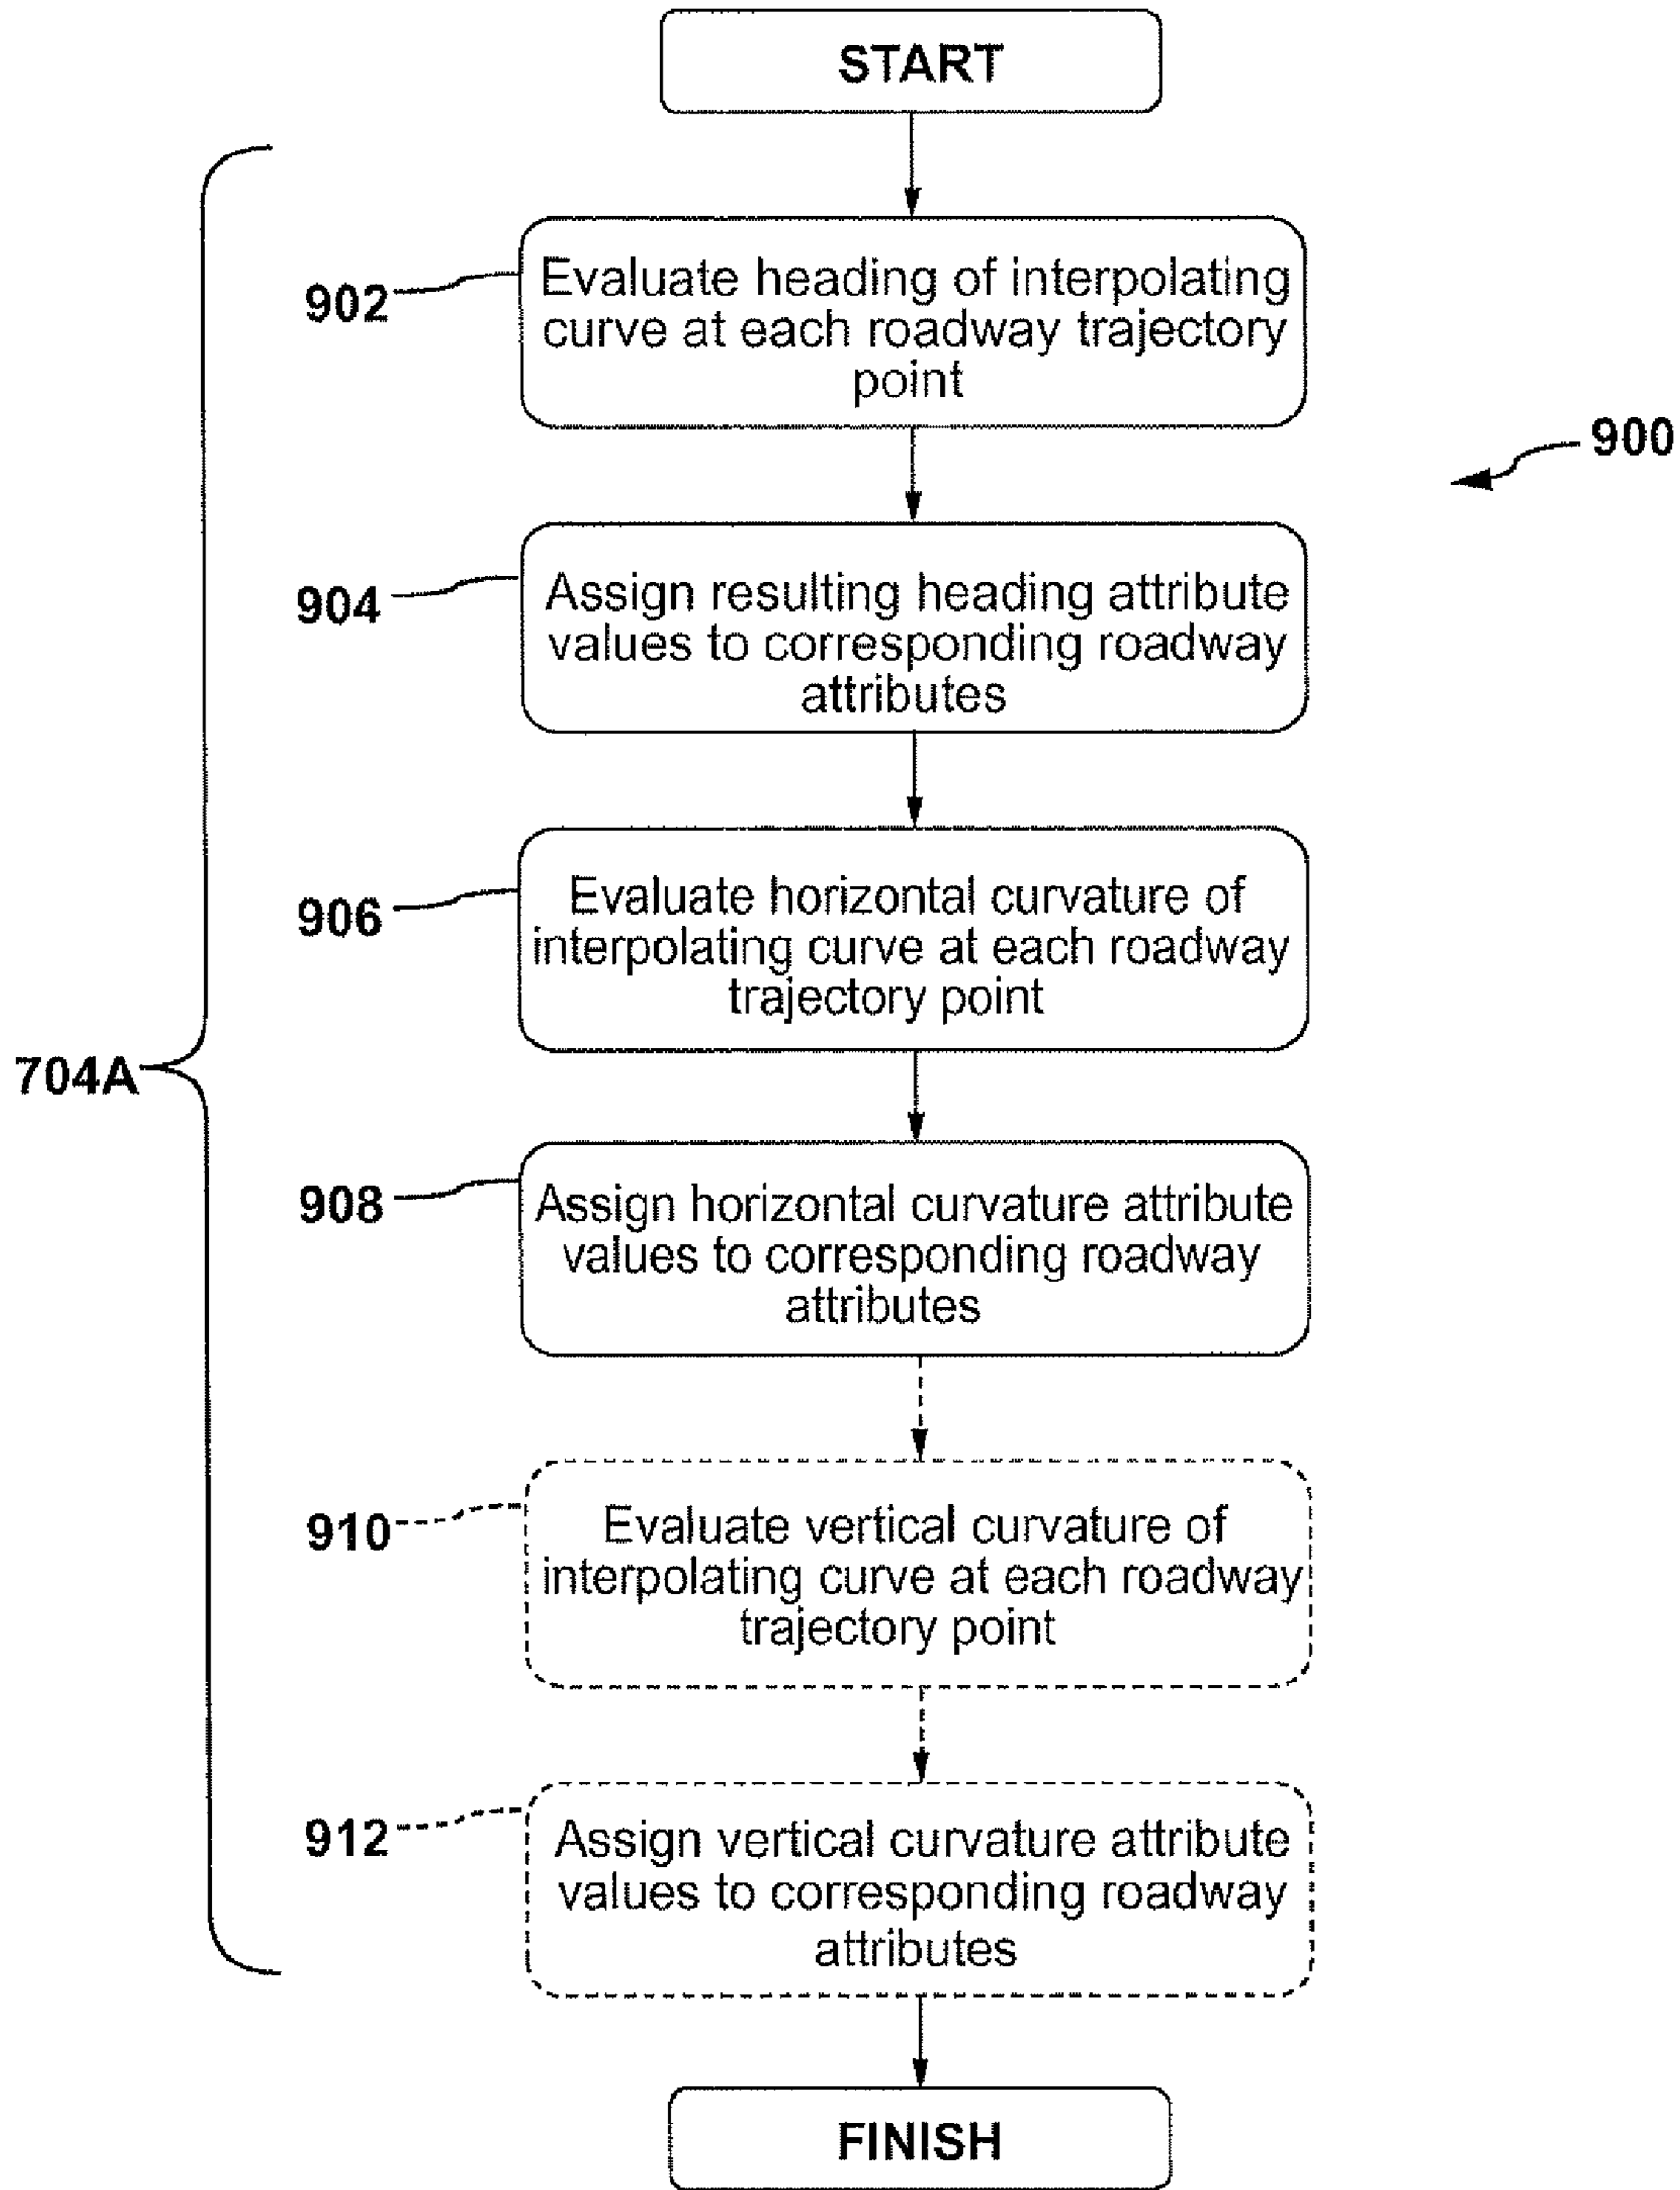 START
902
Evaluate heading of interpolating
curve at each roadway trajectory
point
900
904
Assign resulting heading attribute
values to corresponding roadway
attributes
906
Evaluate horizontal curvature of
interpolating curve at each roadway
trajectory point
704A
908
Assign horizontal curvature attribute
values to corresponding roadway
attributes
910
Evaluate vertical curvature of
interpolating curve at each roadway
trajectory point
912
Assign vertical curvature attribute
values to corresponding roadway
attributes
FINISH